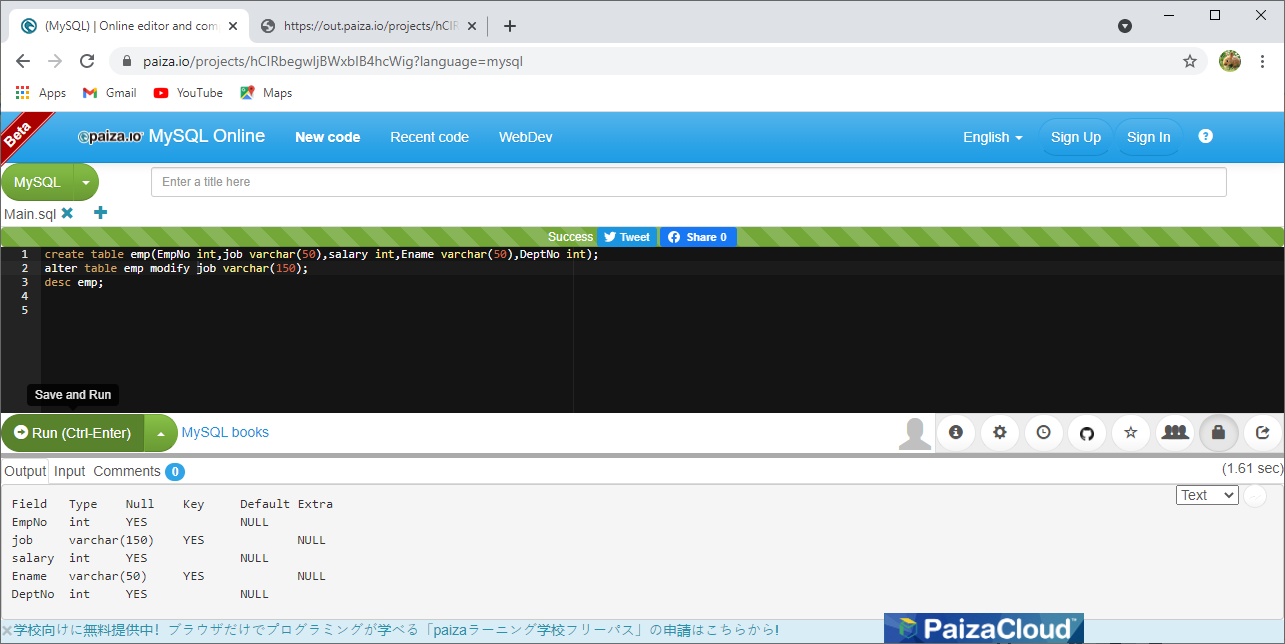 (MySQL) | Online editor and com
https://out.paiza.io/projects/hCIR
paiza.io/projects/hCIRbegwIjBWxbIB4hcWig?language=mysql
Apps Gmail YouTube Maps
Beta paiza.io MySQL Online New code Recent code WebDev English Sign Up Sign In
MySQL Enter a title here
Main.sql
Success Tweet Share 0
1 create table emp(EmpNo int,job varchar(50),salary int,Ename varchar(50),DeptNo int);
2 alter table emp modify job varchar(150);
3 desc emp;
4
5
Save and Run
Run (Ctrl-Enter) MySQL books
Output Input Comments 0 (1.61 sec)
Text
Field Type Null Key Default Extra
EmpNo int YES NULL
job varchar(150) YES NULL
salary int YES NULL
Ename varchar(50) YES NULL
DeptNo int YES NULL
学校向けに無料提供中! ブラウザだけでプログラミングが学べる「paizaラーニング学校フリーパス」の申請はこちらから!
PaizaCloud